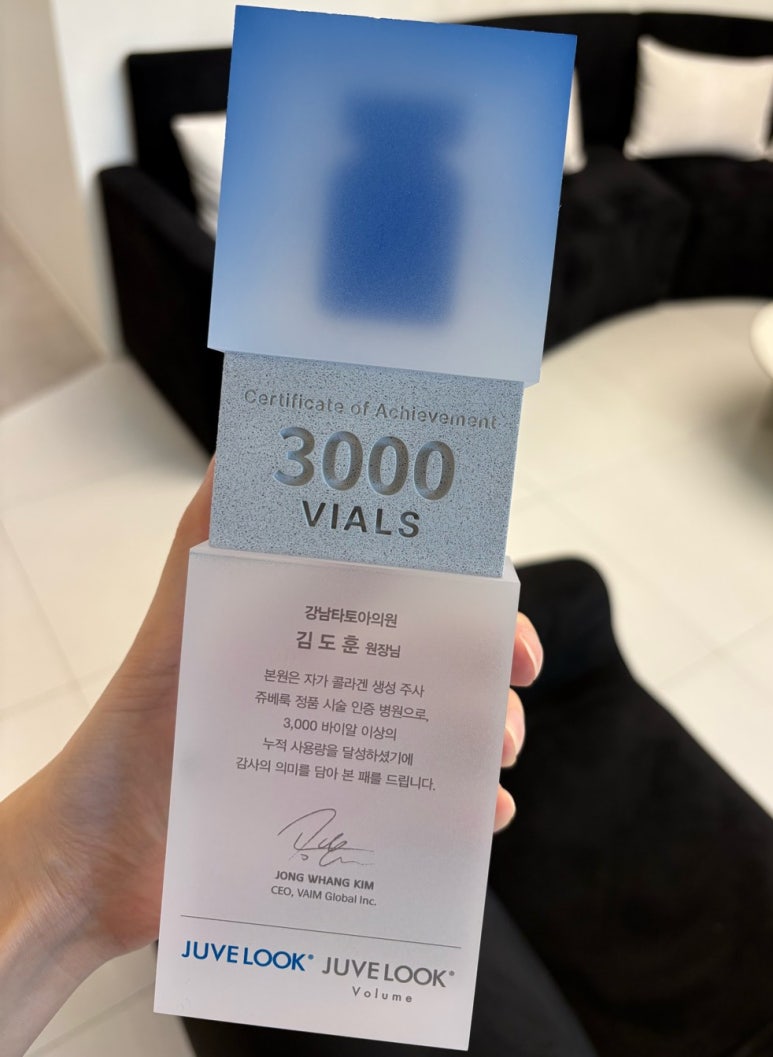 Certificate of Achievement
3000
VIALS
강남타토아의원
김도훈 원장님
본원은 자가 콜라겐 생성 주사
쥬베룩 정품 시술 인증 병원으로,
3,000 바이알 이상의
누적 사용량을 달성하셨기에
감사의 의미를 담아 본 패를 드립니다.
JONG WHANG KIM
CEO, VAIM Global Inc.
JUVELOOK® JUVELOOK®
Volume